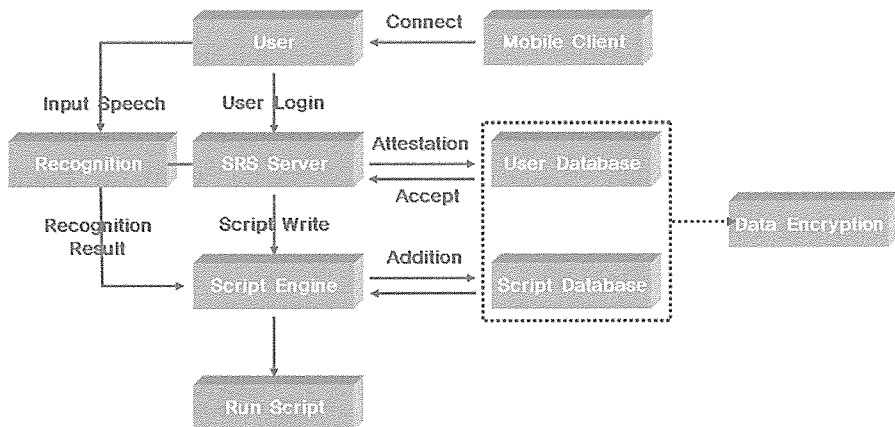 Connect
User
Mobile Client
Input Speech
User Login
Recognition
SRS Server
Attestation
User Database
Accept
Recognition
Result
Script Write
Data Encryption
Addition
Script Engine
Script Database
Run Script